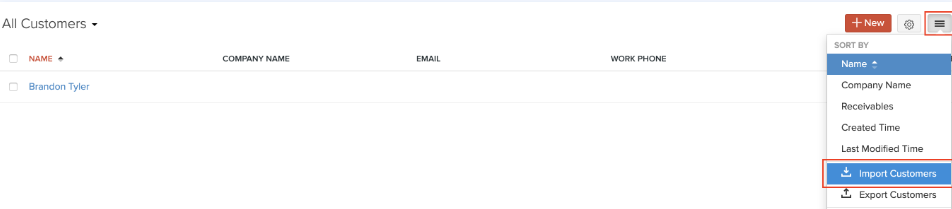 All Customers
+ New
SORT BY
NAME COMPANY NAME EMAIL WORK PHONE
Name
Brandon Tyler
Company Name
Receivables
Created Time
Last Modified Time
Import Customers
Export Customers